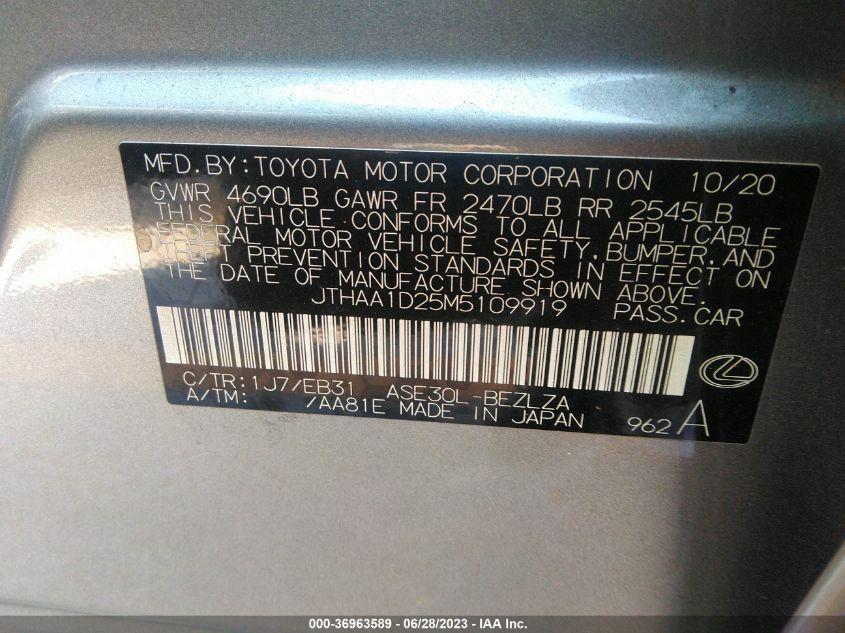 MFD.BY:TOYOTA MOTOR CORPORATION 10/20
GVWR 4690LB GAWR FR 2470LB RR 2545LB
THIS VEHICLE CONFORMS TO ALL APPLICABLE
FEDERAL MOTOR VEHICLE SAFETY,BUMPER,AND
THEFT PREVENTION STANDARDS IN EFFECT ON
THE DATE OF MANUFACTURE SHOWN ABOVE.
JTHAA1D25M5109919 PASS.CAR
C/TR:1J7/EB31 ASE30L-BEZLZA
A/TM: /AA81E MADE IN JAPAN 962 A
000-36963589 - 06/28/2023 - IAA Inc.